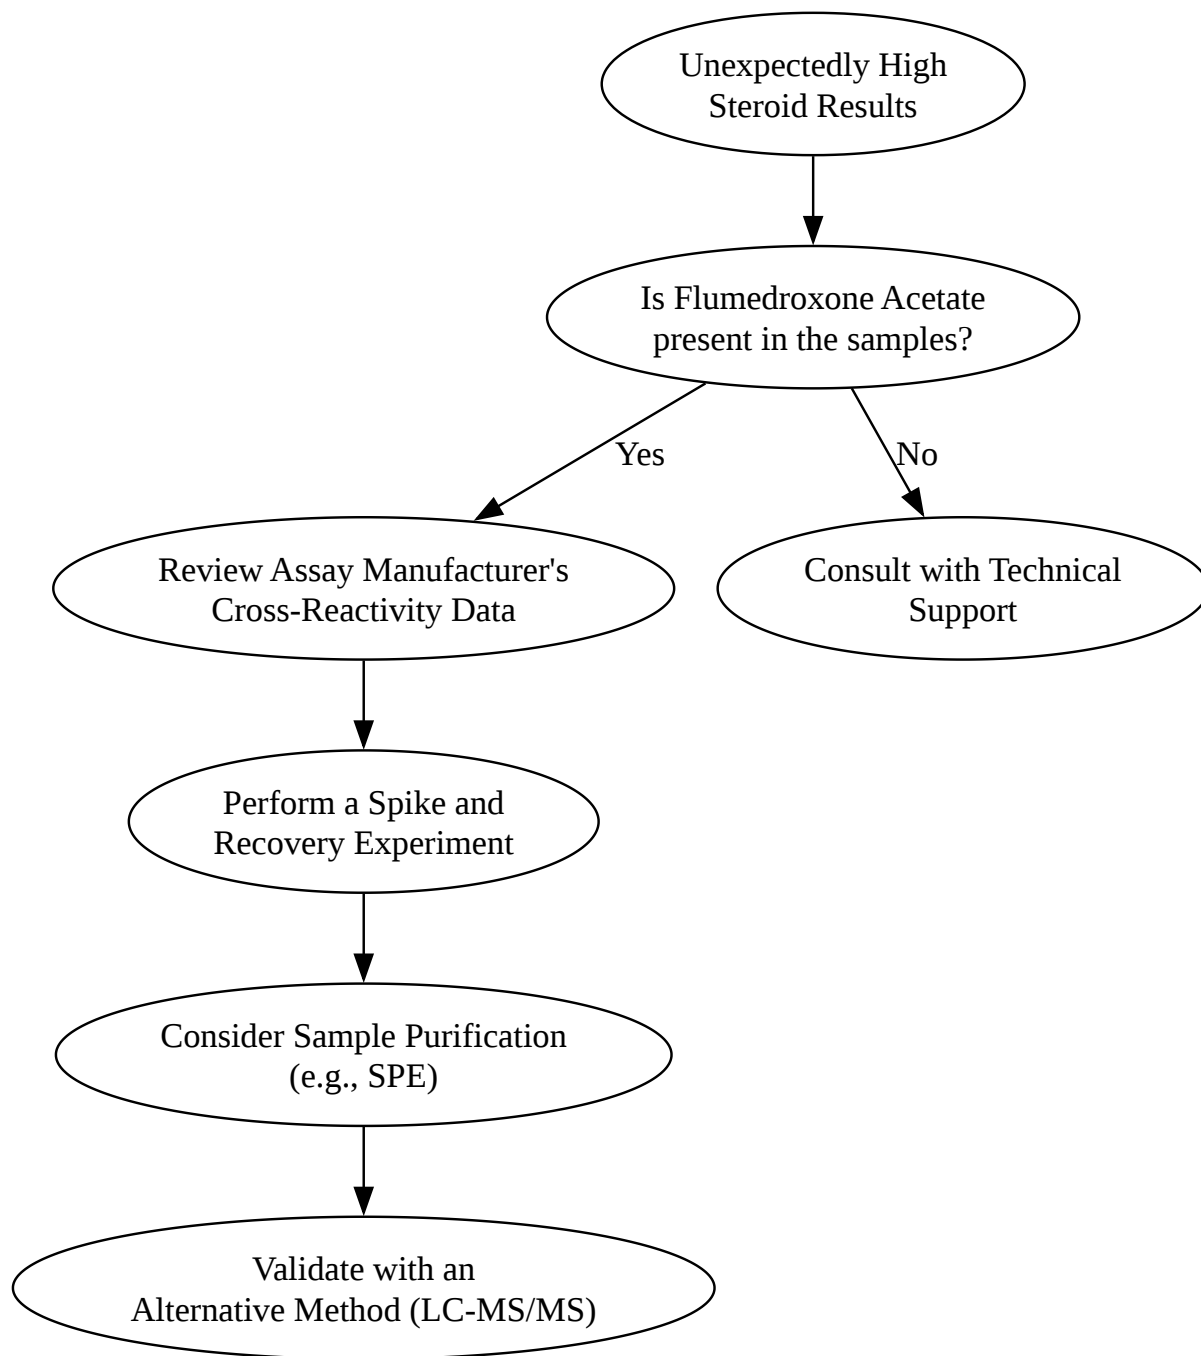 Unexpectedly High
Steroid Results
Is Flumedroxone Acetate
present in the samples?
Yes
No
Review Assay Manufacturer's
Cross-Reactivity Data
Consult with Technical
Support
Perform a Spike and
Recovery Experiment
Consider Sample Purification
(e.g., SPE)
Validate with an
Alternative Method (LC-MS/MS)